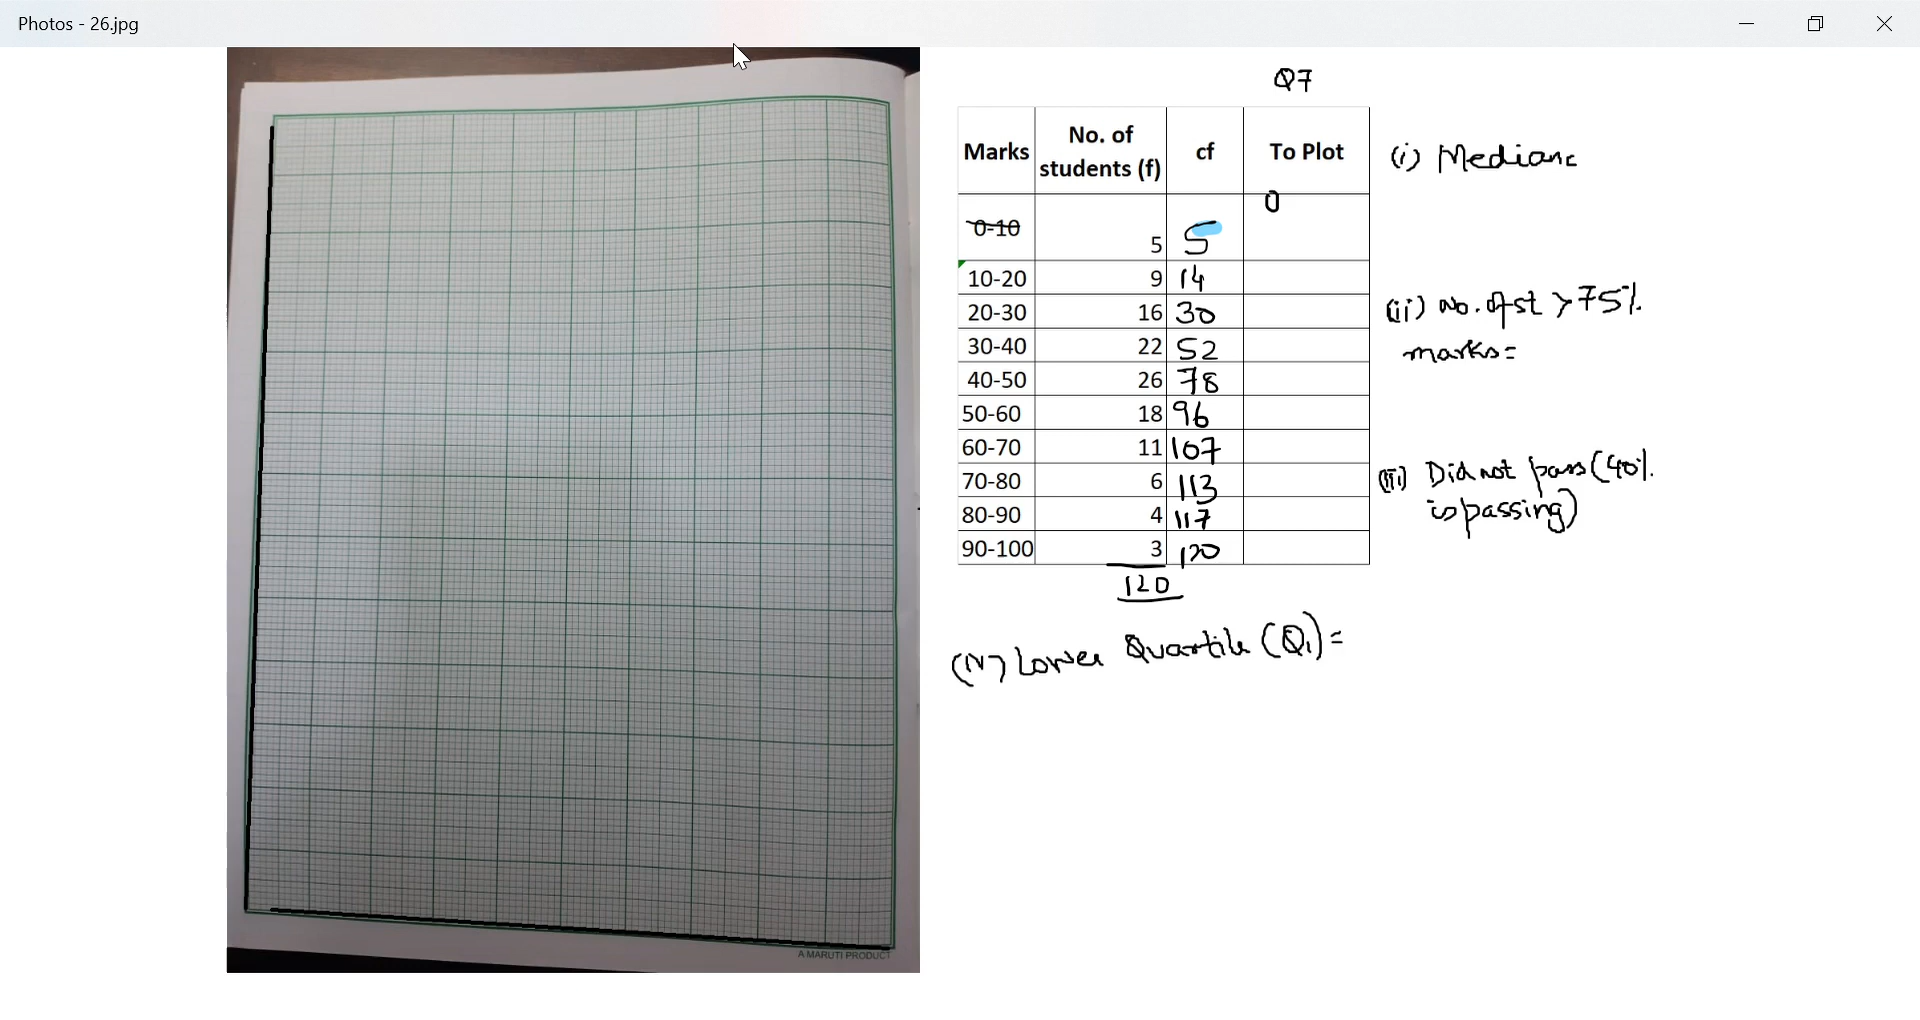 Photos - 26.jpg
Q7
Marks No. of students (f) cf To Plot
0
0-10 5 5
10-20 9 14
20-30 16 30
30-40 22 52
40-50 26 78
50-60 18 96
60-70 11 107
70-80 6 113
80-90 4 117
90-100 3 120
120
(i) Median=
(ii) No. of st > 75%
marks=
(iii) Did not pass (40%
is passing)
(iv) Lower Quartile (Q1) =
A MARUTI PRODUCT